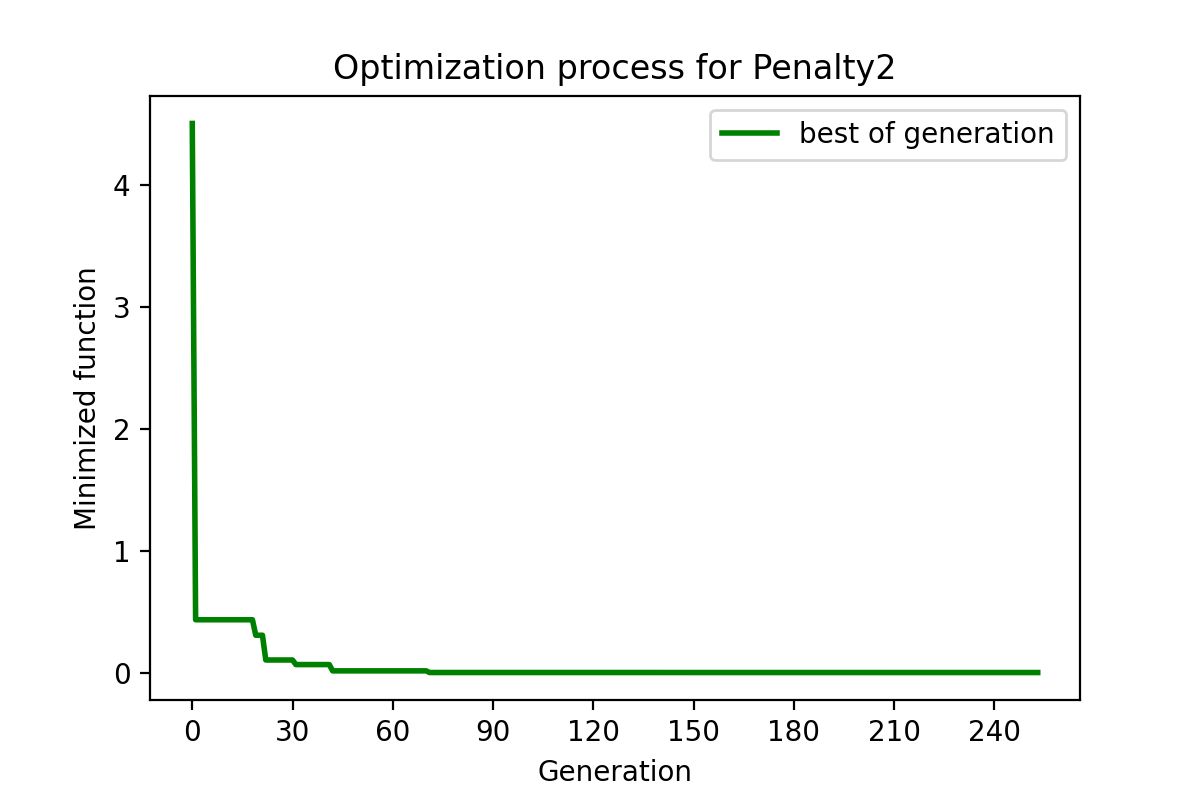 Optimization process for Penalty2
best of generation
4
3
2
1
0
Minimized function
0 30 60 90 120 150 180 210 240
Generation